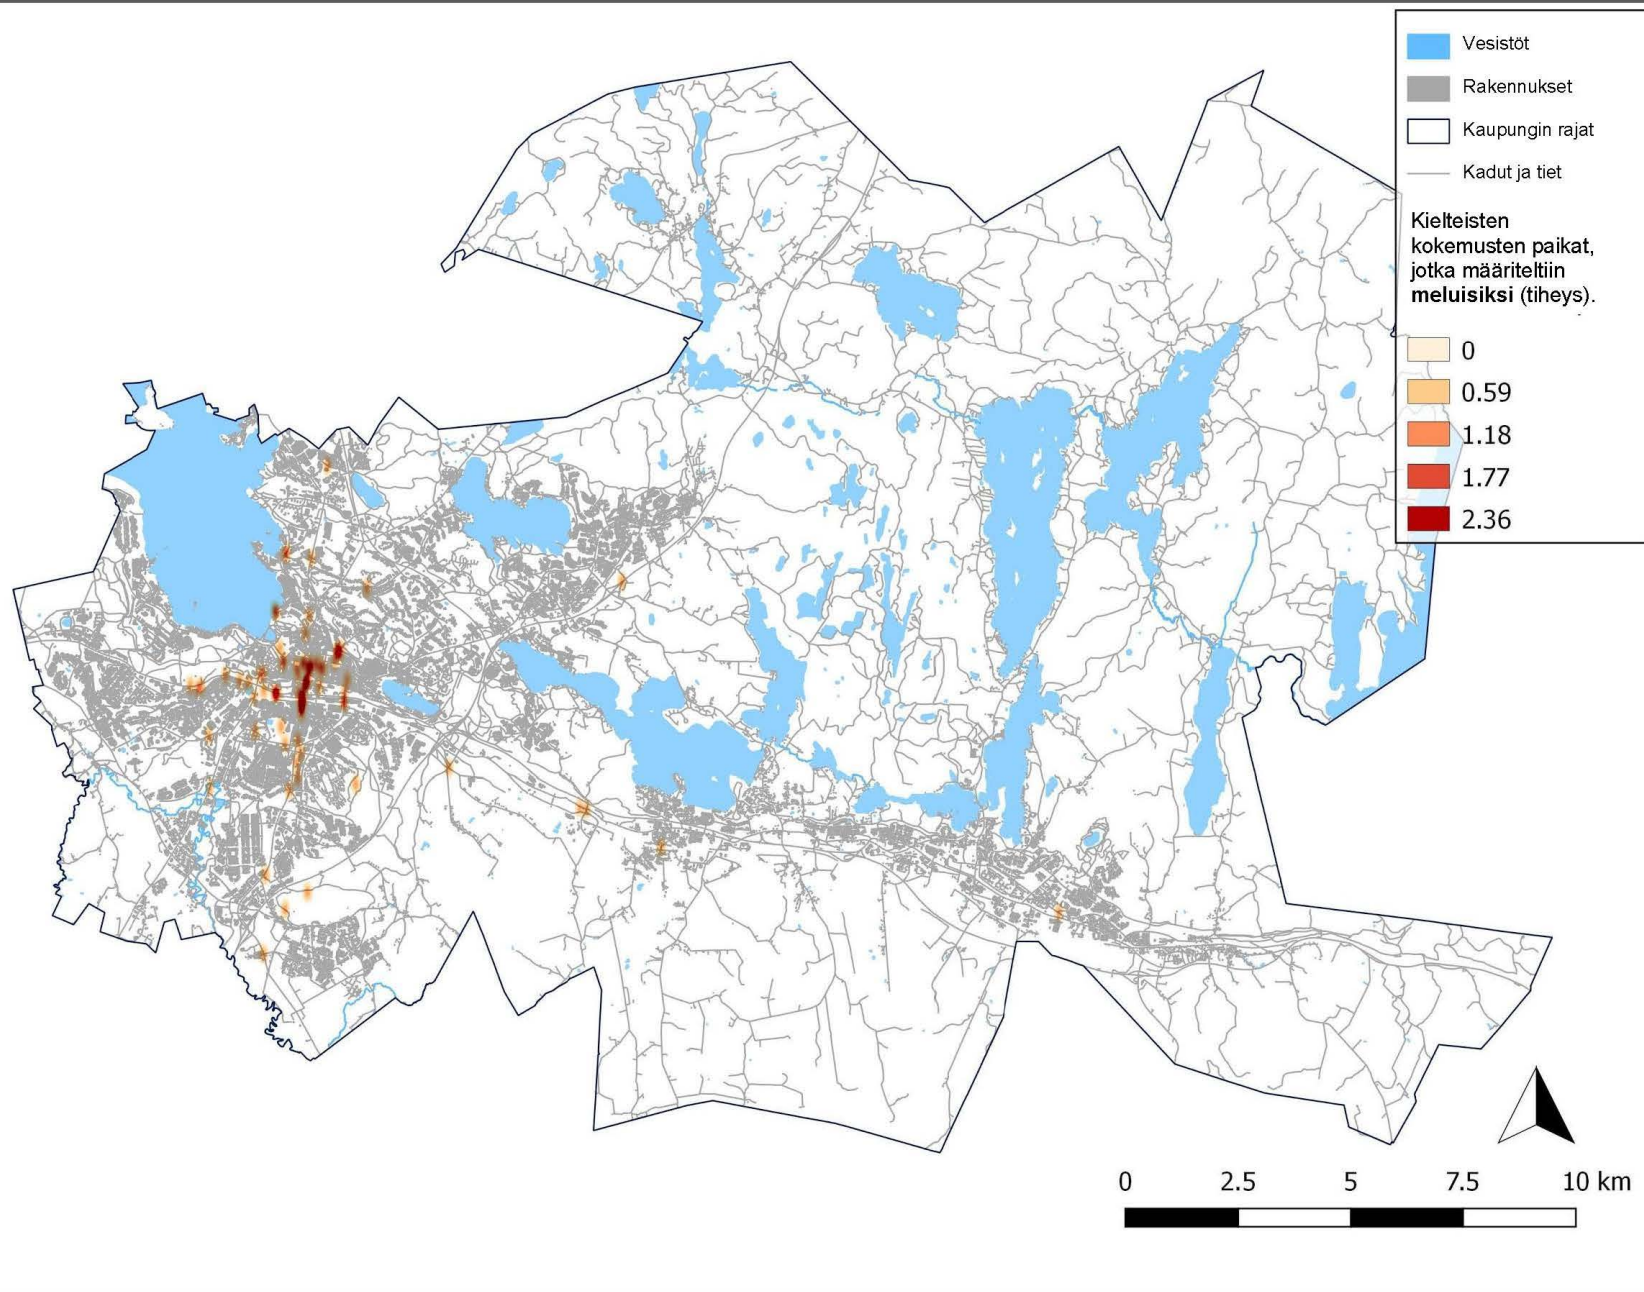 Vesistöt
Rakennukset
Kaupungin rajat
Kadut ja tiet
Kielteisten
kokemusten paikat,
jotka määriteltiin
meluisiksi (tiheys).
0
0.59
1.18
1.77
2.36
0 2.5 5 7.5 10 km